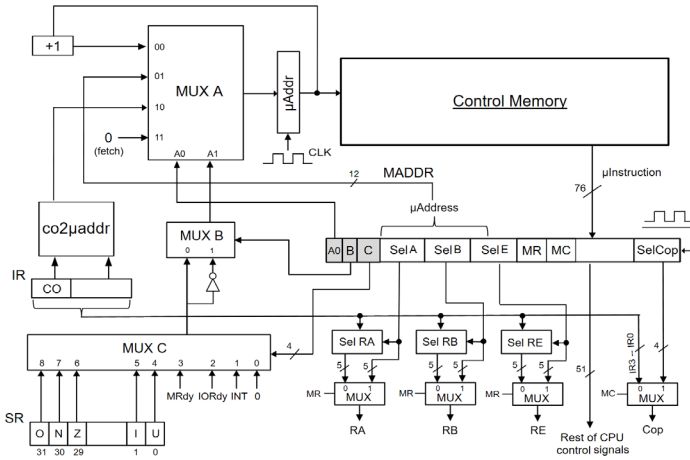 +1
00
01
10
11
MUX A
A0 A1
0
(fetch)
µAddr
CLK
Control Memory
12
MADDR
µAddress
76
µInstruction
co2µaddr
IR
CO
MUX B
0 1
A0 B C SelA SelB SelE MR MC SelCop
MUX C
8 7 6 5 4 3 2 1 0
4
MRdy IORdy INT 0
SR
O N Z I U
31 30 29 1 0
Sel RA
5 5
0 1
MR
MUX
RA
Sel RB
5 5
0 1
MR
MUX
RB
Sel RE
5 5
0 1
MR
MUX
RE
51
Rest of CPU
control signals
IR3 – IR0
4
0 1
MC
MUX
Cop